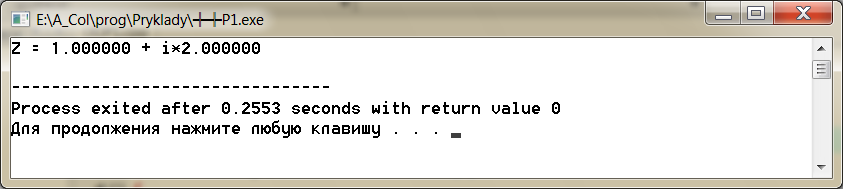 E:\A_Col\prog\Pryklady\┼┼P1.exe
Z = 1.000000 + i*2.000000
--------------------------------
Process exited after 0.2553 seconds with return value 0
Для продолжения нажмите любую клавишу . . .